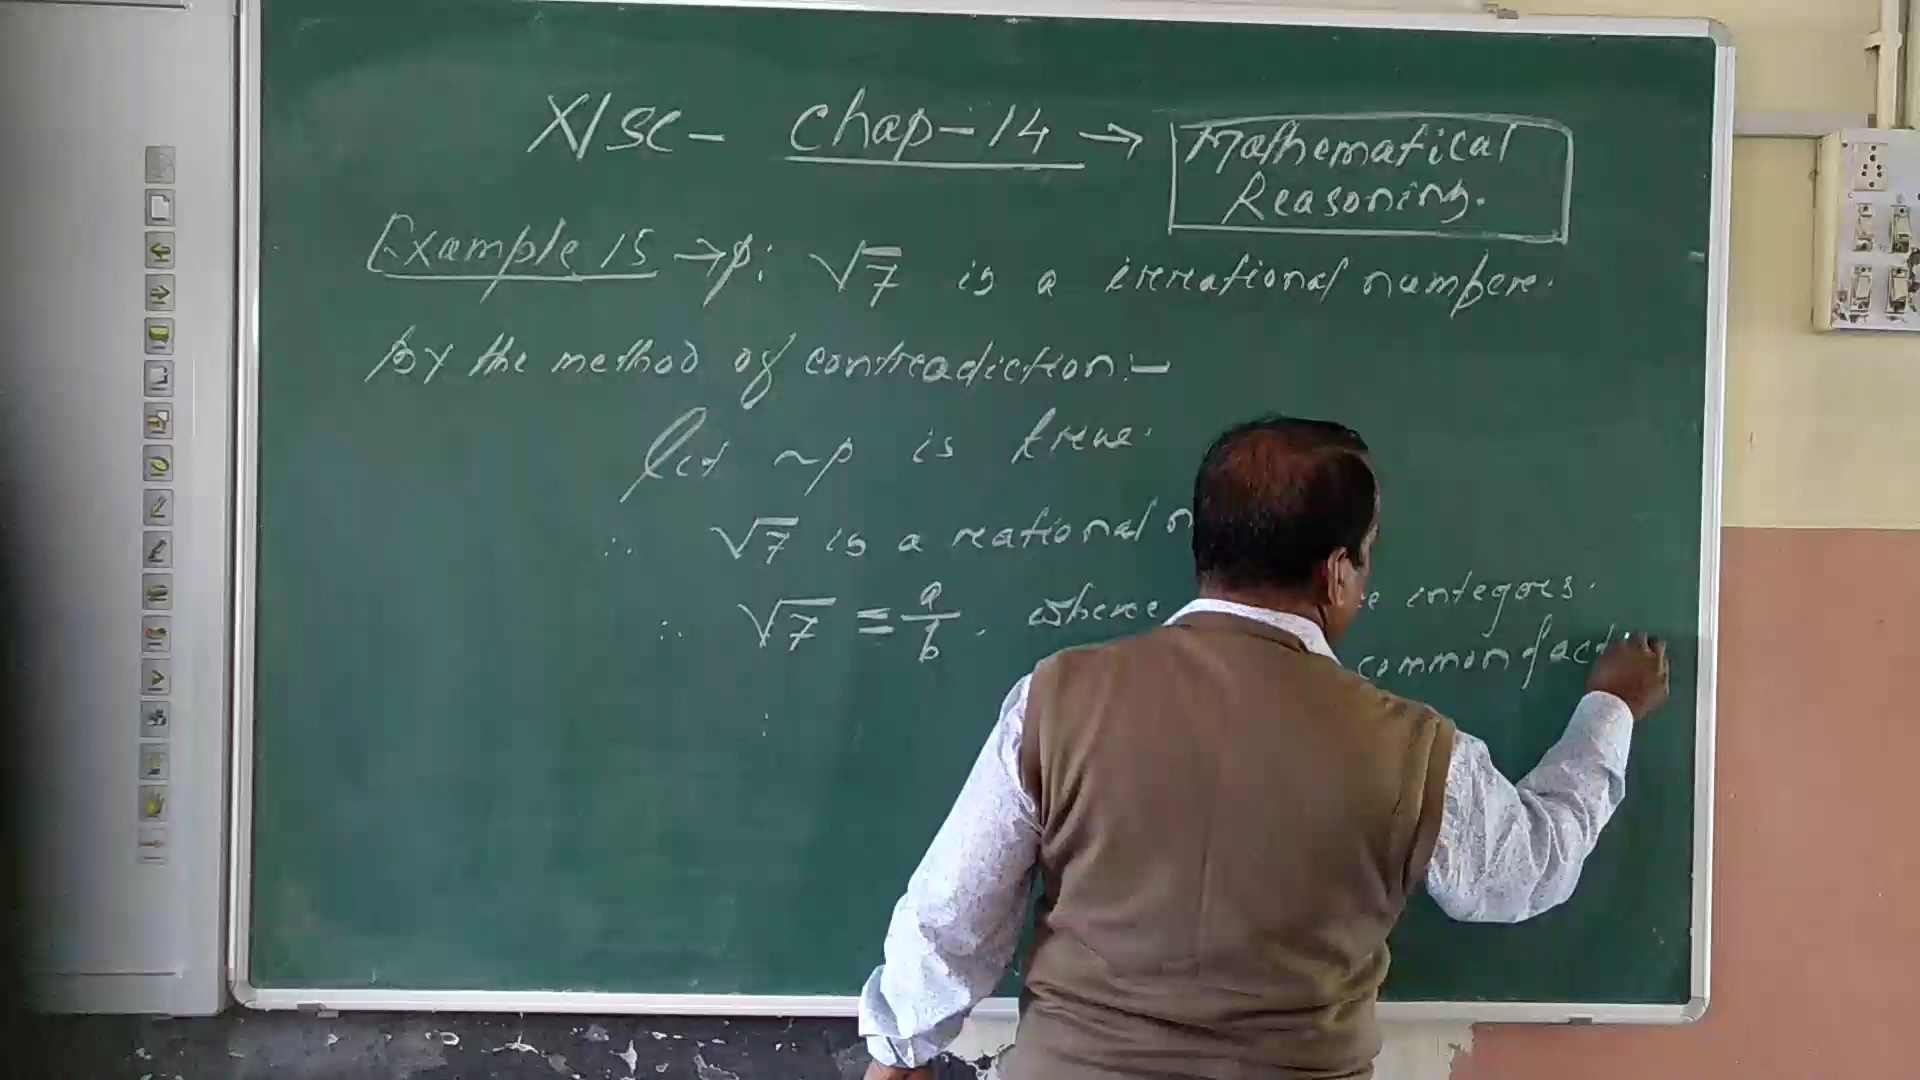 XI SC - Chap-14 → Mathematical Reasoning.
Example 15 → p: √7 is a irrational number.
By the method of contradiction:-
let ~p is true.
∴ √7 is a rational n
∴ √7 = a/b, where integers.
common fact